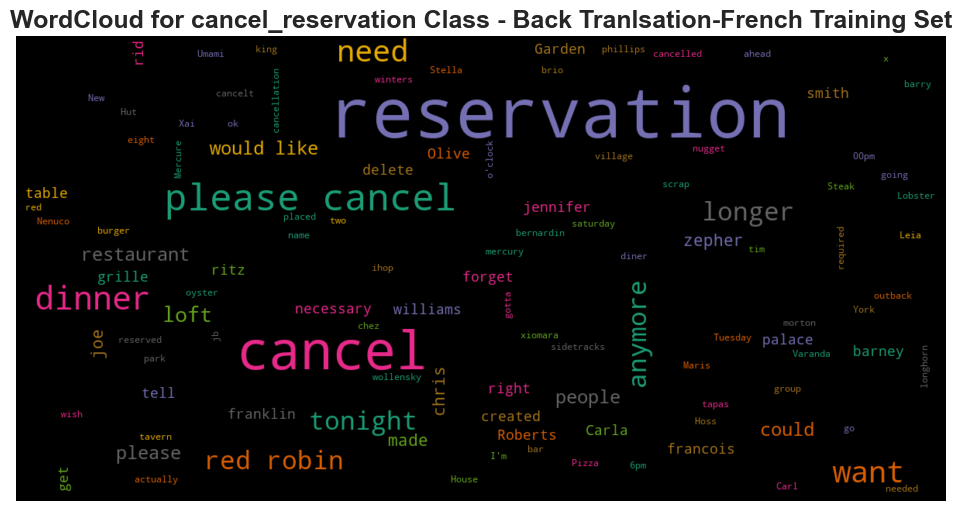 WordCloud for cancel_reservation Class - Back Tranlsation-French Training Set
rid
Umami
king
need
Garden
phillips
cancelled
ahead
x
Stella
brio
winters
barry
New
cancelt
cancellation
reservation
smith
Hut
Xai
ok
eight
Mercure
would like
Olive
o'clock
nugget
village
00pm
going
delete
table
red
Nenuco
please cancel
placed
two
name
burger
scrap
Steak
Lobster
jennifer
saturday
bernardin
longer
zepher
tim
required
Leia
restaurant
mercury
diner
grille
ritz
ihop
forget
oyster
dinner
loft
necessary
williams
gotta
anymore
outback
York
joe
reserved
jb
chez
xiomara
sidetracks
morton
Tuesday
palace
Varanda
barney
park
cancel
wollensky
Maris
longhorn
tell
chris
right
people
group
tapas
wish
franklin
tonight
created
Hoss
could
go
tavern
made
Roberts
Carla
francois
please
red robin
I'm
bar
Pizza
6pm
want
get
actually
House
Carl
needed